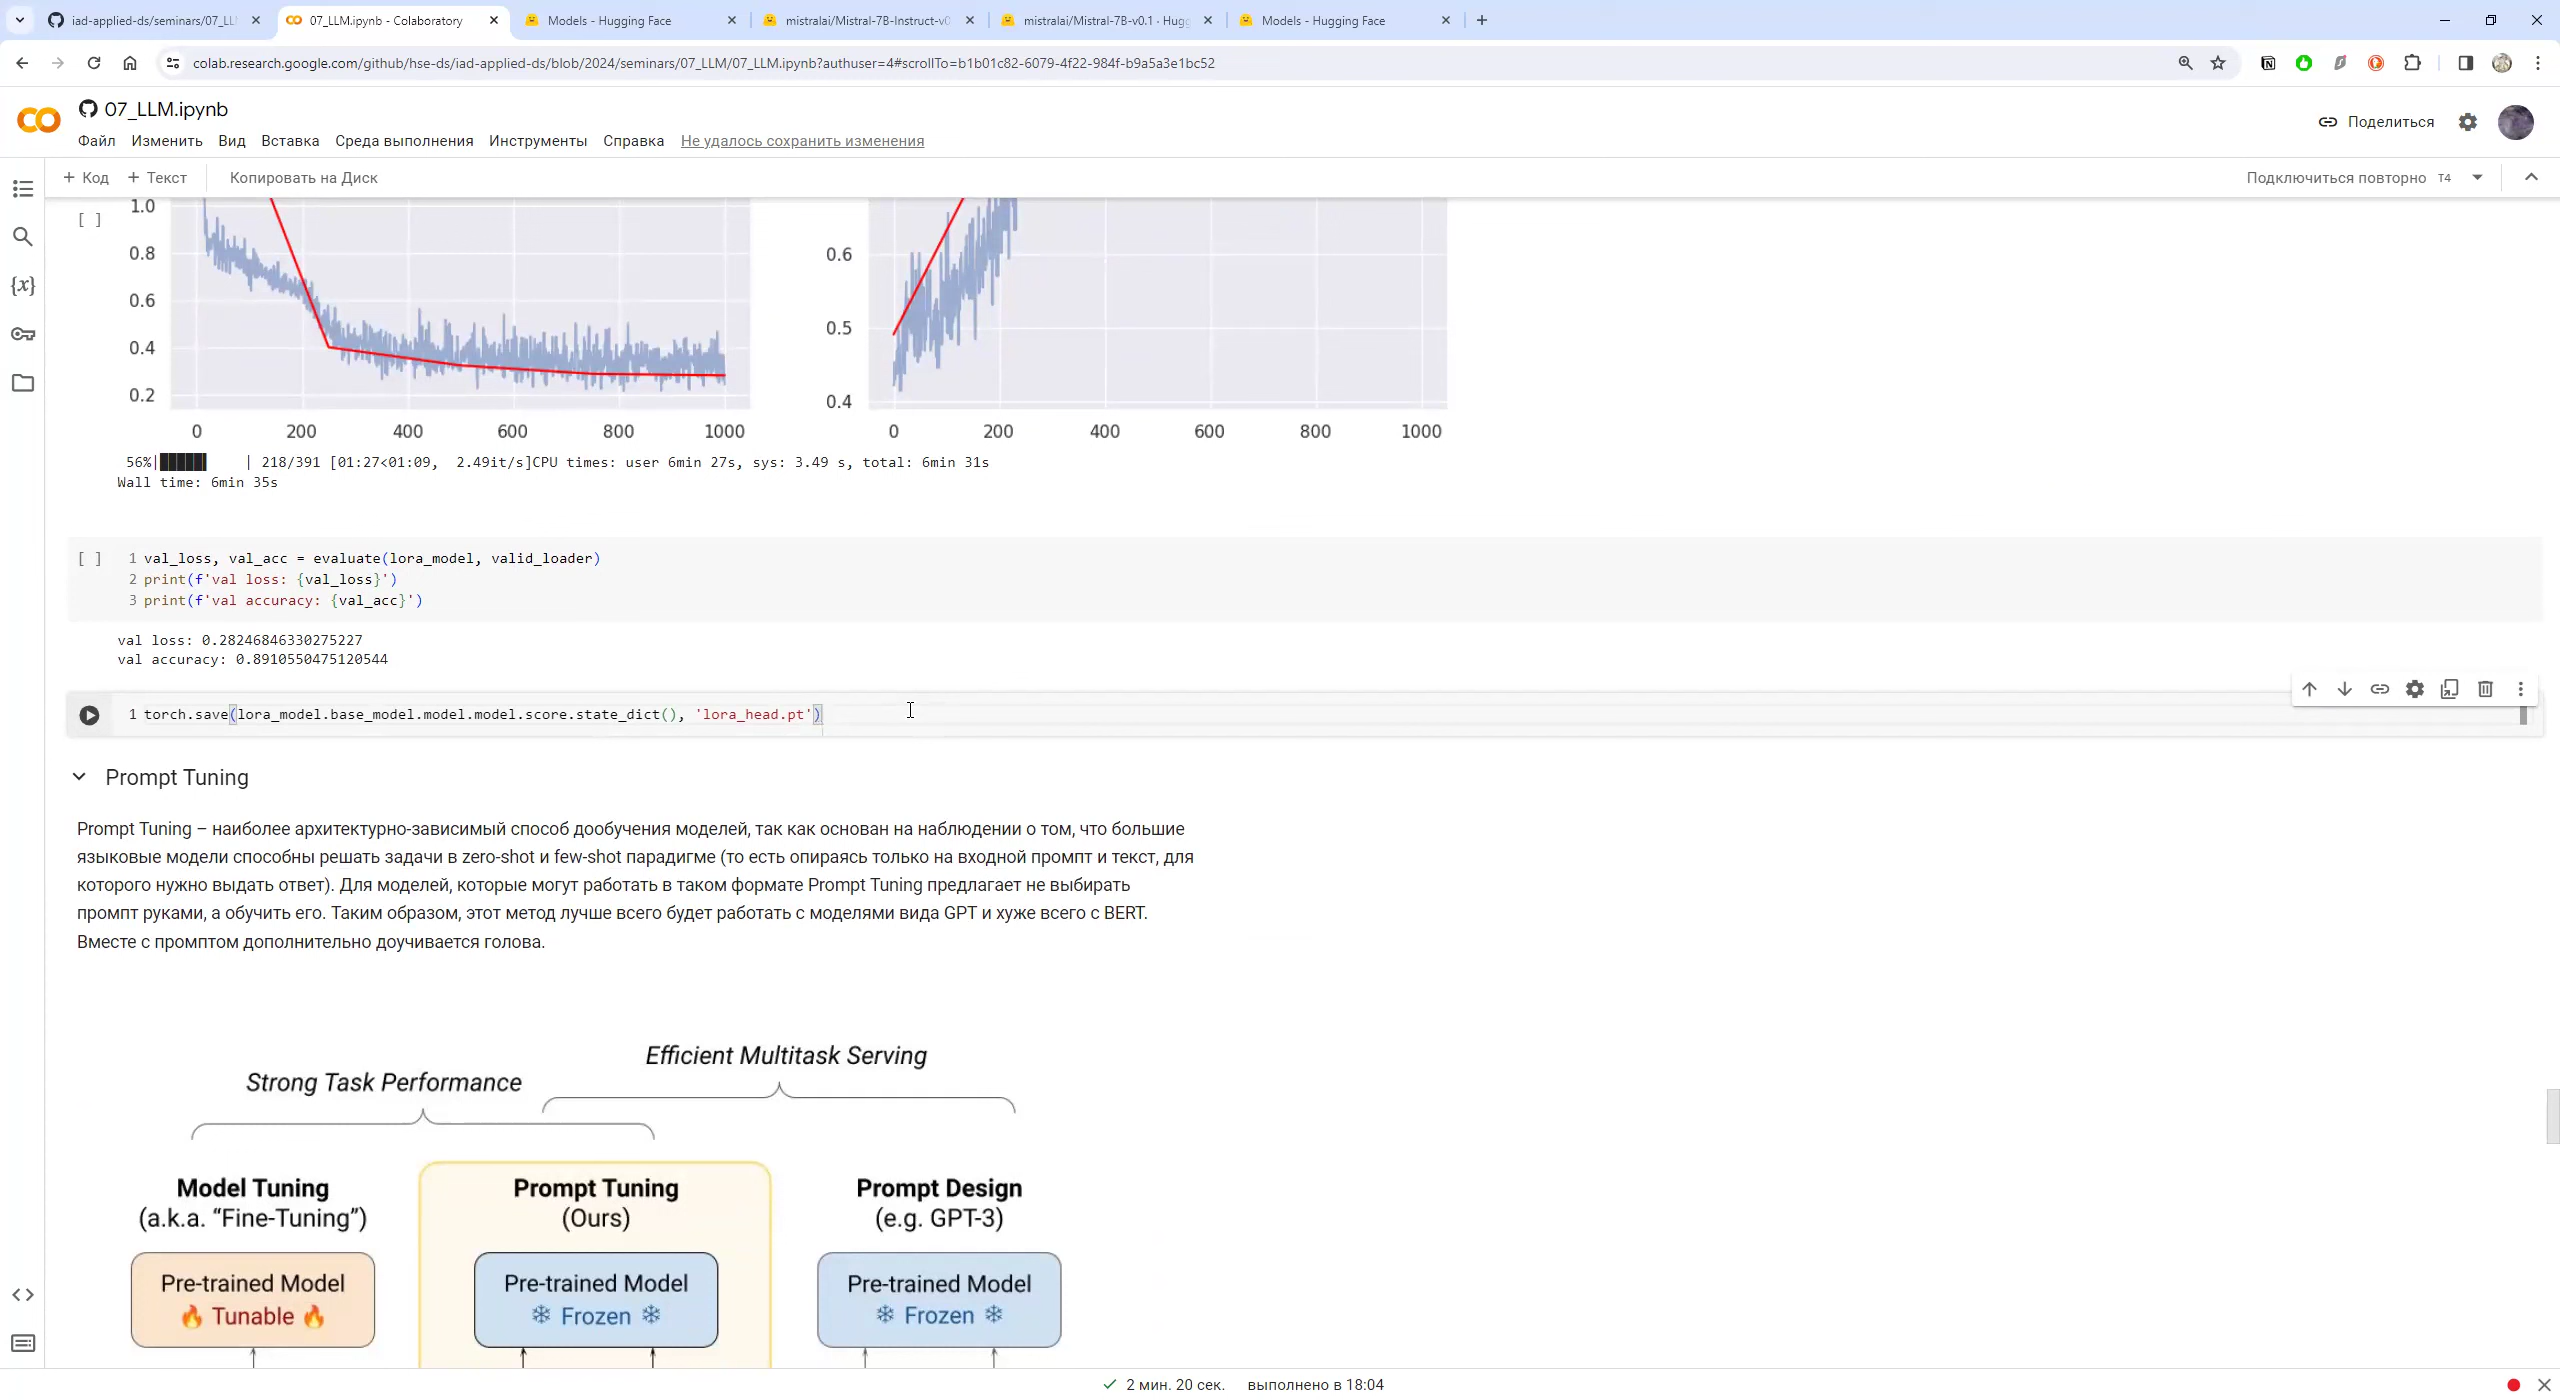 iad-applied-ds/seminars/07_LL
07_LLM.ipynb - Colaboratory
Models - Hugging Face
mistralai/Mistral-7B-Instruct-v0
mistralai/Mistral-7B-v0.1 · Hugg
Models - Hugging Face
colab.research.google.com/github/hse-ds/iad-applied-ds/blob/2024/seminars/07_LLM/07_LLM.ipynb?authuser=4#scrollTo=b1b01c82-6079-4f22-984f-b9a5a3e1bc52
07_LLM.ipynb
Файл Изменить Вид Вставка Среда выполнения Инструменты Справка Не удалось сохранить изменения
Поделиться
+ Код + Текст Копировать на Диск
Подключиться повторно T4
[ ]
1.0
0.8
0.6
0.4
0.2
0 200 400 600 800 1000
0.6
0.5
0.4
0 200 400 600 800 1000
56%| | 218/391 [01:27<01:09, 2.49it/s]CPU times: user 6min 27s, sys: 3.49 s, total: 6min 31s
Wall time: 6min 35s
[ ] 1 val_loss, val_acc = evaluate(lora_model, valid_loader)
2 print(f'val loss: {val_loss}')
3 print(f'val accuracy: {val_acc}')
val loss: 0.28246846330275227
val accuracy: 0.8910550475120544
1 torch.save(lora_model.base_model.model.model.score.state_dict(), 'lora_head.pt')
Prompt Tuning
Prompt Tuning – наиболее архитектурно-зависимый способ дообучения моделей, так как основан на наблюдении о том, что большие
языковые модели способны решать задачи в zero-shot и few-shot парадигме (то есть опираясь только на входной промпт и текст, для
которого нужно выдать ответ). Для моделей, которые могут работать в таком формате Prompt Tuning предлагает не выбирать
промпт руками, а обучить его. Таким образом, этот метод лучше всего будет работать с моделями вида GPT и хуже всего с BERT.
Вместе с промптом дополнительно доучивается голова.
Efficient Multitask Serving
Strong Task Performance
Model Tuning
(a.k.a. “Fine-Tuning”)
Pre-trained Model
Tunable
Prompt Tuning
(Ours)
Pre-trained Model
Frozen
Prompt Design
(e.g. GPT-3)
Pre-trained Model
Frozen
2 мин. 20 сек. выполнено в 18:04